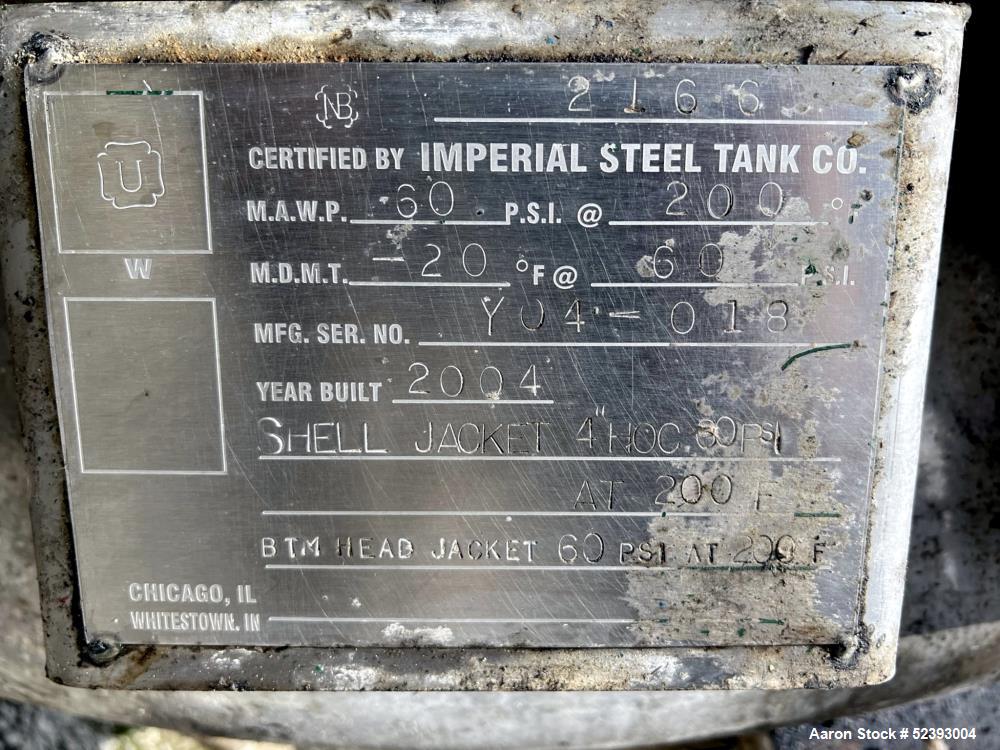 NB 2166
U
CERTIFIED BY IMPERIAL STEEL TANK CO.
M.A.W.P. 60 P.S.I. @ 200 °F
W
M.D.M.T. -20 °F @ 60 P.S.I.
MFG. SER. NO. Y04-018
YEAR BUILT 2004
SHELL JACKET 4" HOC. 80 PSI
AT 200 F
BTM HEAD JACKET 60 PSI AT 200 F
CHICAGO, IL
WHITESTOWN, IN
Aaron Stock # 52393004